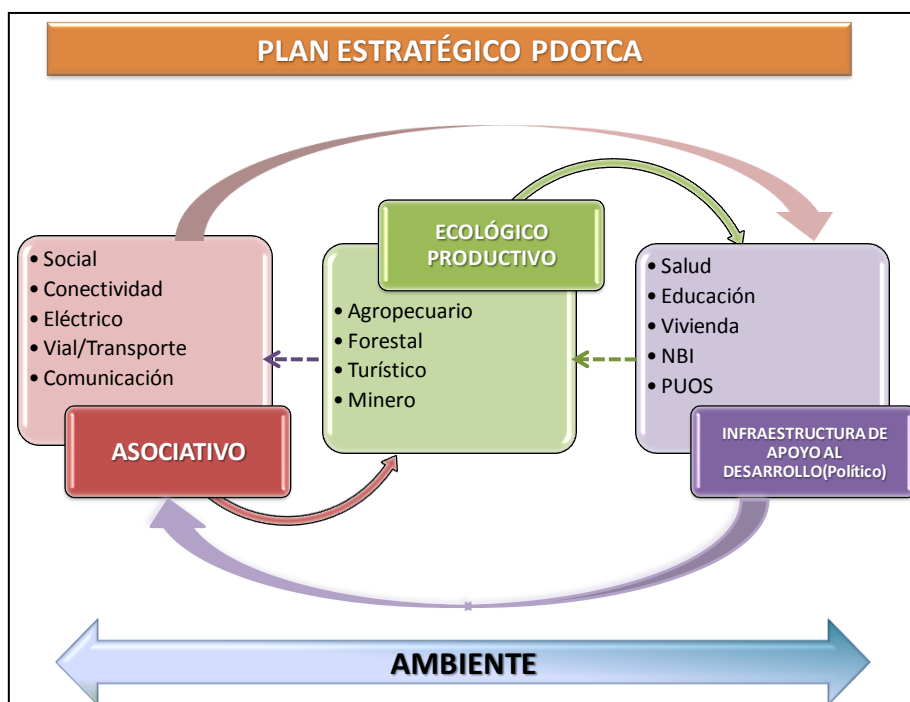 PLAN ESTRATÉGICO PDOTCA
• Social
• Conectividad
• Eléctrico
• Vial/Transporte
• Comunicación
ASOCIATIVO
ECOLÓGICO
PRODUCTIVO
• Agropecuario
• Forestal
• Turístico
• Minero
• Salud
• Educación
• Vivienda
• NBI
• PUOS
INFRAESTRUCTURA DE
APOYO AL
DESARROLLO(Político)
AMBIENTE